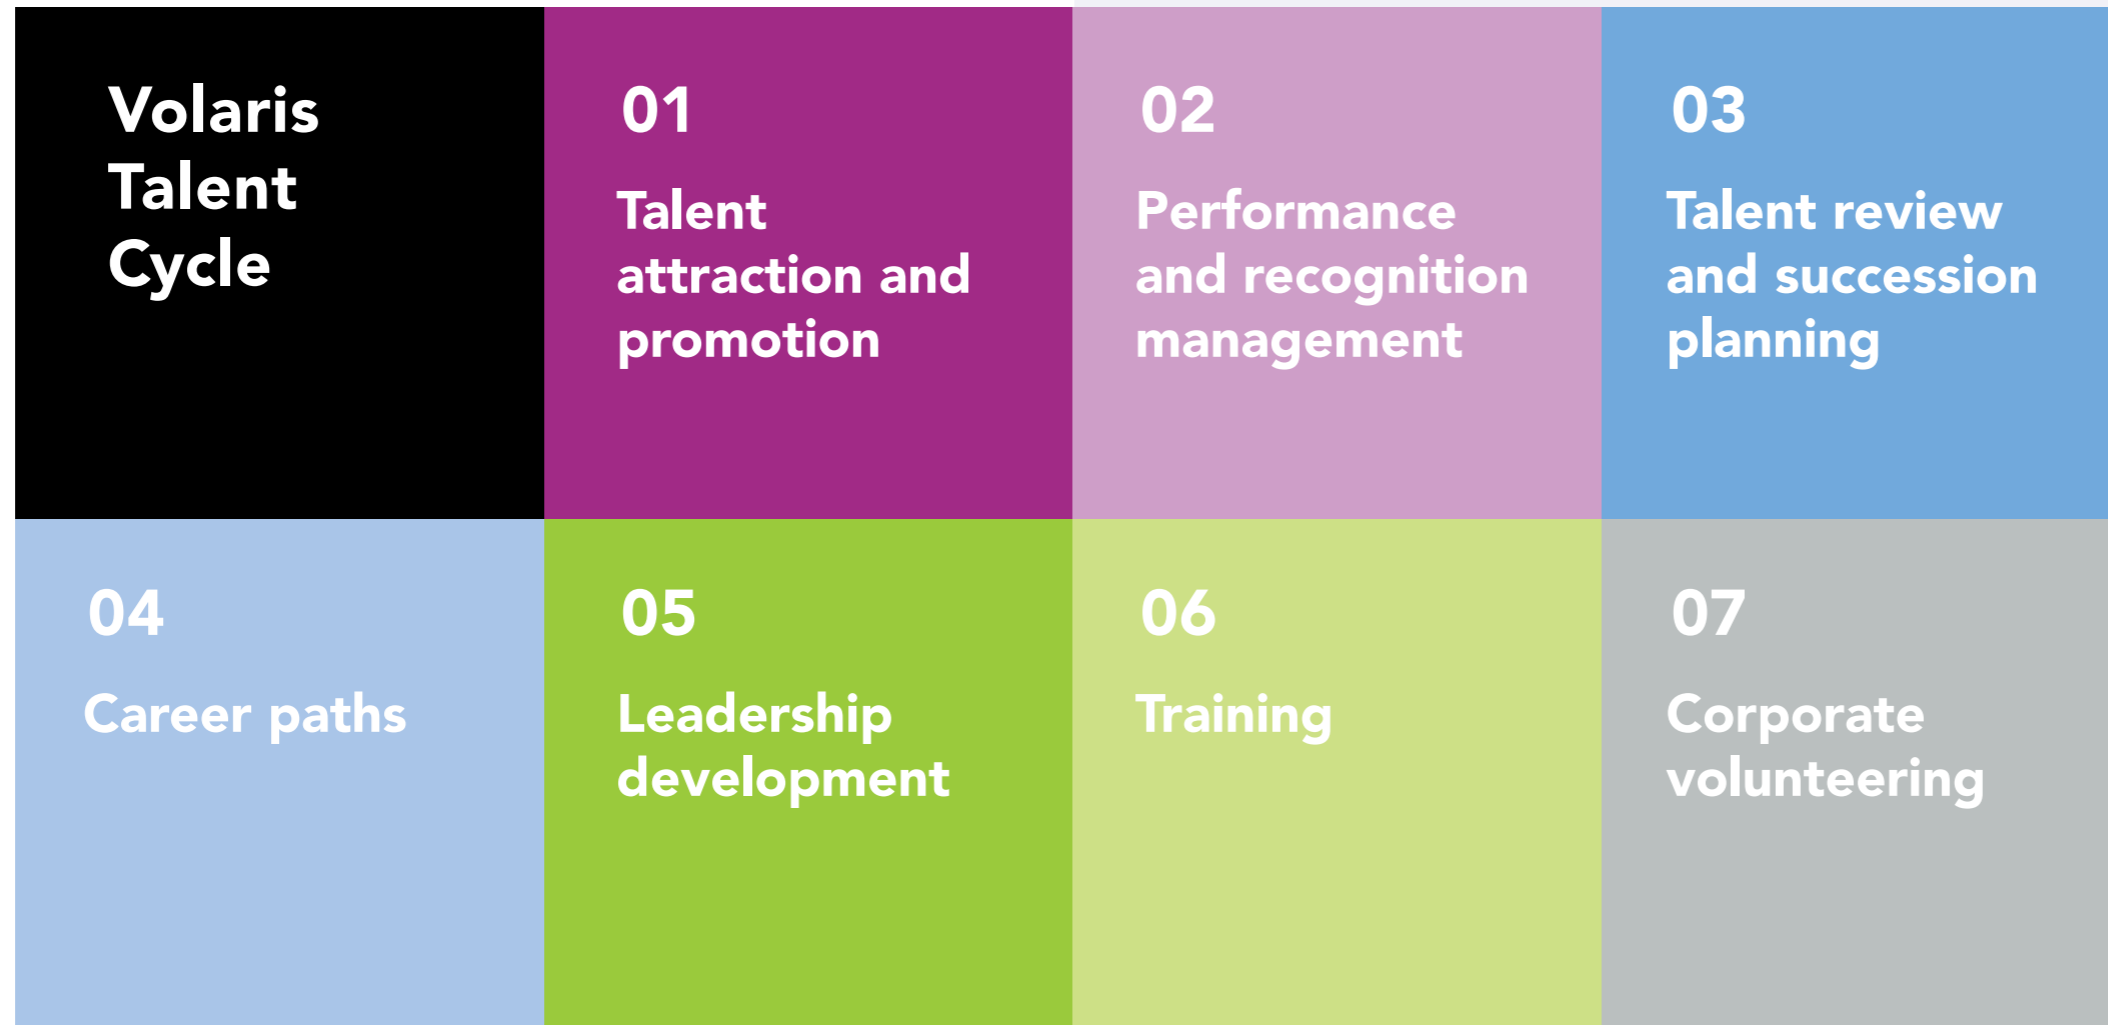 Volaris
Talent
Cycle
01
Talent
attraction and
promotion
02
Performance
and recognition
management
03
Talent review
and succession
planning
04
Career paths
05
Leadership
development
06
Training
07
Corporate
volunteering